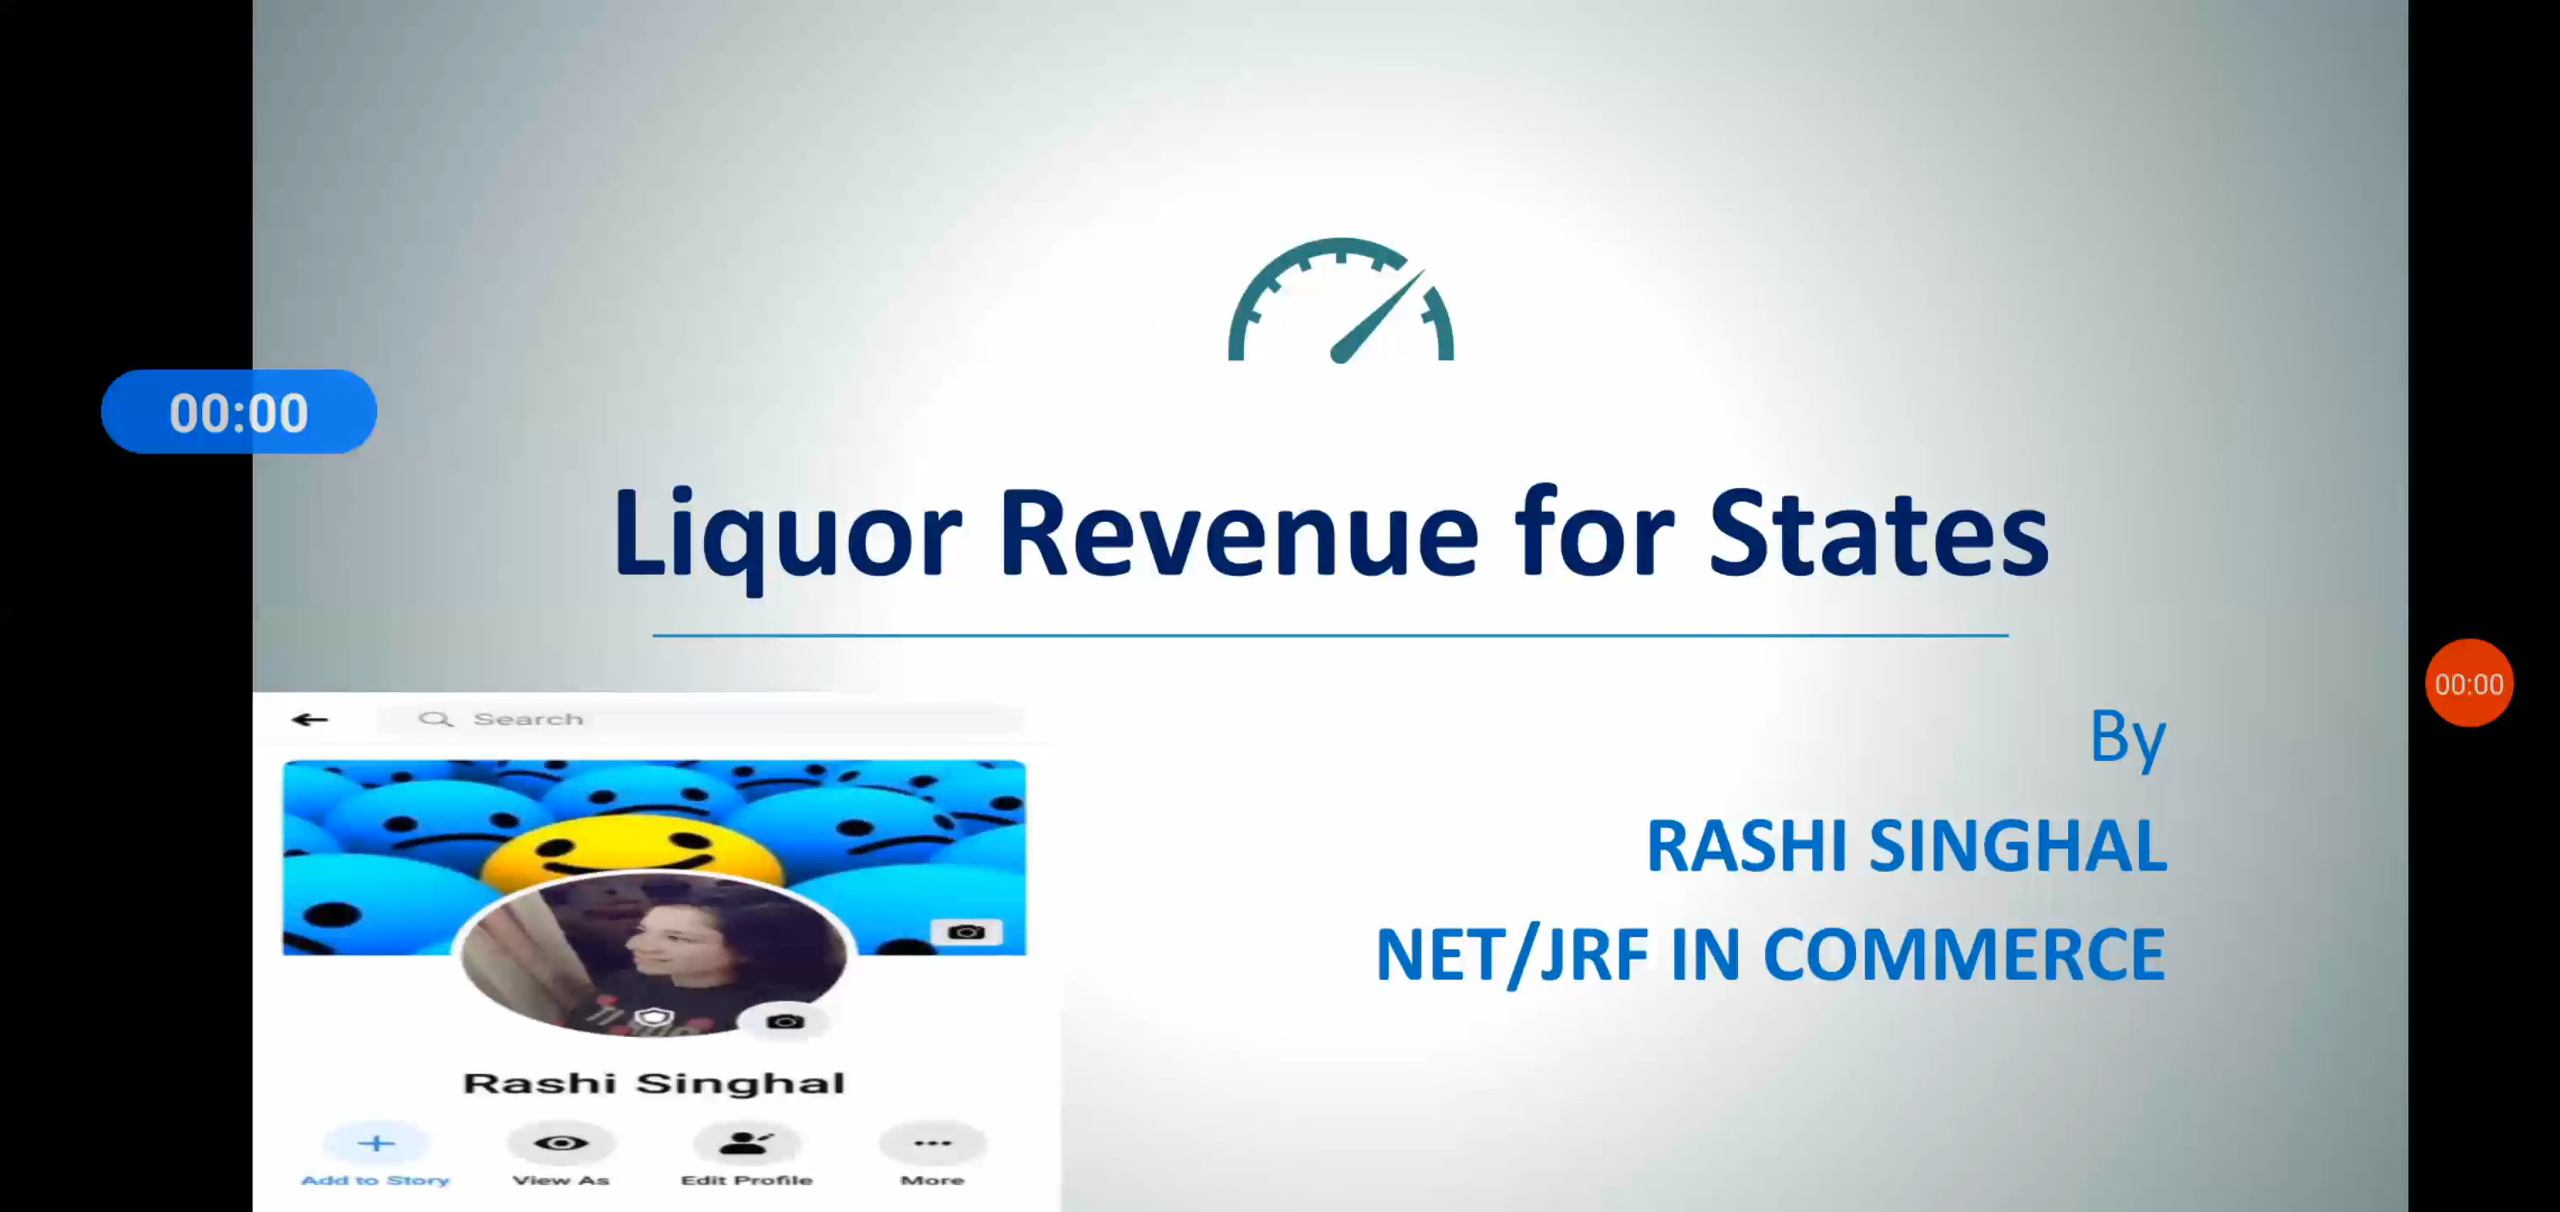 00:00
Liquor Revenue for States
00:00
By
RASHI SINGHAL
NET/JRF IN COMMERCE
Search
Rashi Singhal
Add to Story
View As
Edit Profile
More